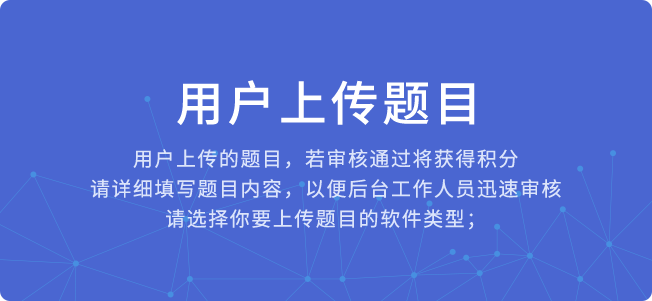 用户上传题目
用户上传的题目，若审核通过将获得积分
请详细填写题目内容，以便后台工作人员迅速审核
请选择你要上传题目的软件类型；